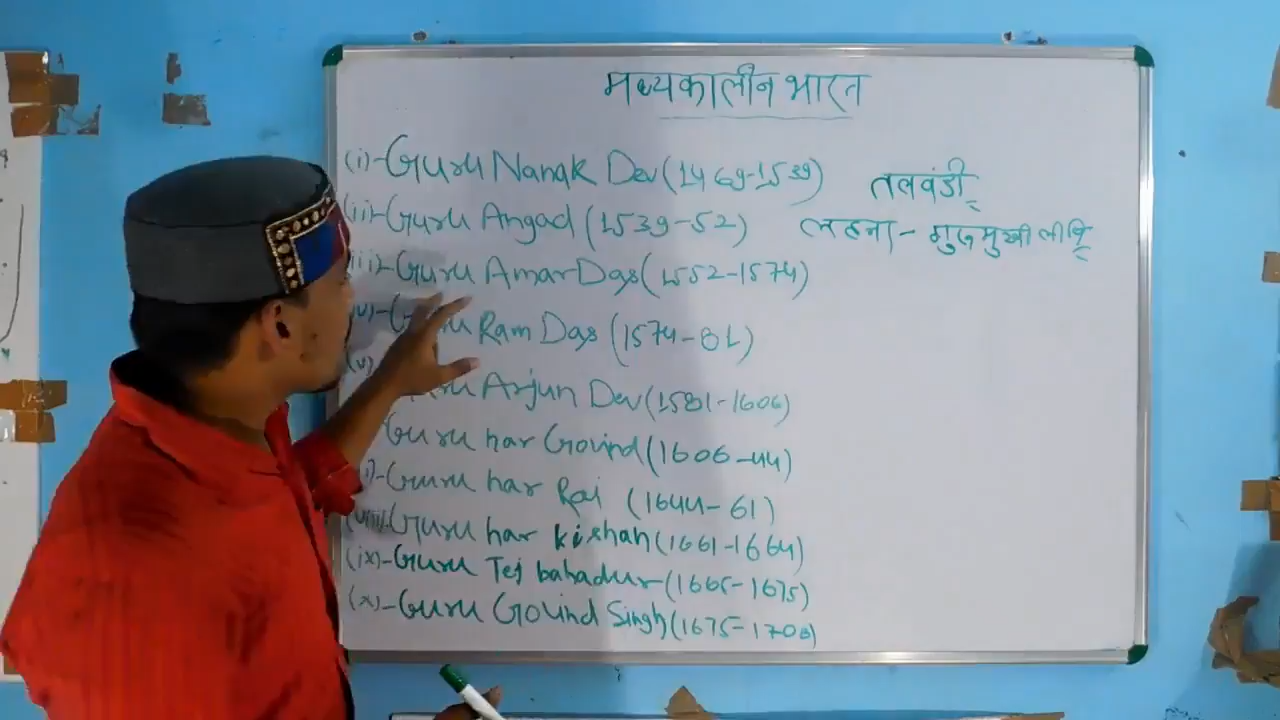 मध्यकालीन भारत
(i)-Guru Nanak Dev (1469-1539) तलवंडी
(ii)-Guru Angad (1539-52) लहना - गुरूमुखी लीपि
(iii)-Guru Amar Das (1552-1574)
(iv)-Guru Ram Das (1574-81)
(v) Arjun Dev (1581-1606)
Guru har Govind (1606-44)
Guru har Rai (1644-61)
(viii) Guru har kishan (1661-1664)
(ix)-Guru Tej bahadur-(1665-1675)
(x)-Guru Govind Singh (1675-1708)